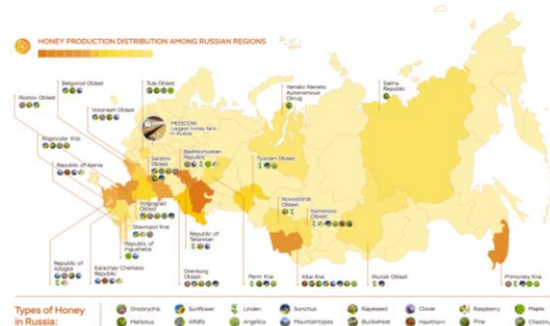 HONEY PRODUCTION DISTRIBUTION AMONG RUSSIAN REGIONS
Belgorod Oblast
Tula Oblast
Rostov Oblast
Voronezh Oblast
Yamalo-Nenets
Autonomous
Okrug
Sakha
Republic
MOSCOW
Largest honey fairs
in Russia
Krasnodar Krai
Republic of Adygea
Saratov
Oblast
Bashkortostan
Republic
Tyumen Oblast
Volgograd
Oblast
Novosibirsk
Oblast
Kemerovo
Oblast
Stavropol Krai
Republic of
Ingushetia
Republic of
Tatarstan
Republic of
Karachay-Cherkess
Republic
Orenburg
Oblast
Perm Krai
Altai Krai
Irkutsk Oblast
Primorsky Krai
Types of Honey
in Russia:
Onobrychis
Sunflower
Linden
Sonchus
Rapeseed
Clover
Raspberry
Maple
Melilotus
Alfalfa
Angelica
Mountaintypes
Buckwheat
Hawthorn
Pine